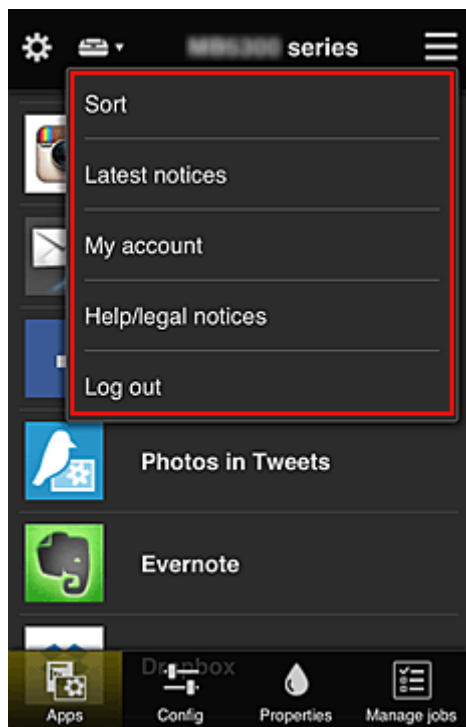 series
Sort
Latest notices
My account
Help/legal notices
Log out
Photos in Tweets
Evernote
Dropbox
Apps
Config
Properties
Manage jobs